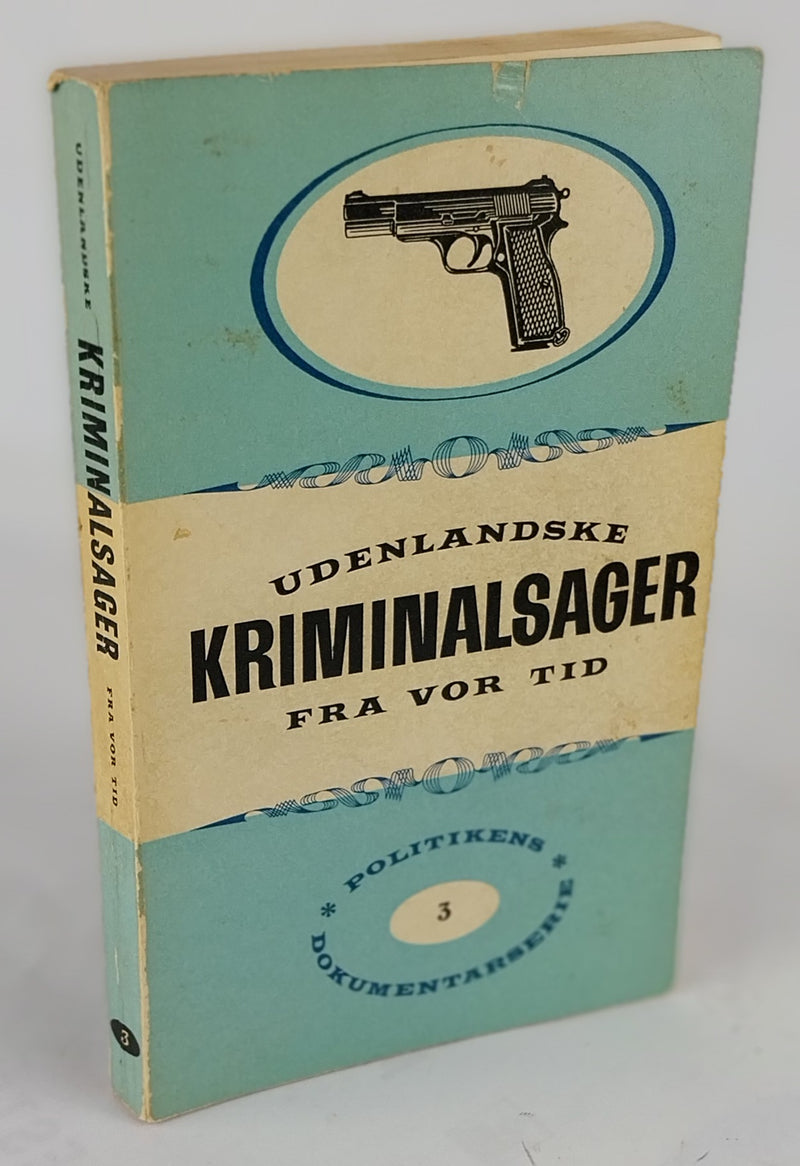 UDENLANDSKE
KRIMINALSAGER
FRA VOR TID
POLITIKENS
3
* DOKUMENTARSERIE *
UDENLANDSKE KRIMINALSAGER FRA VOR TID
3